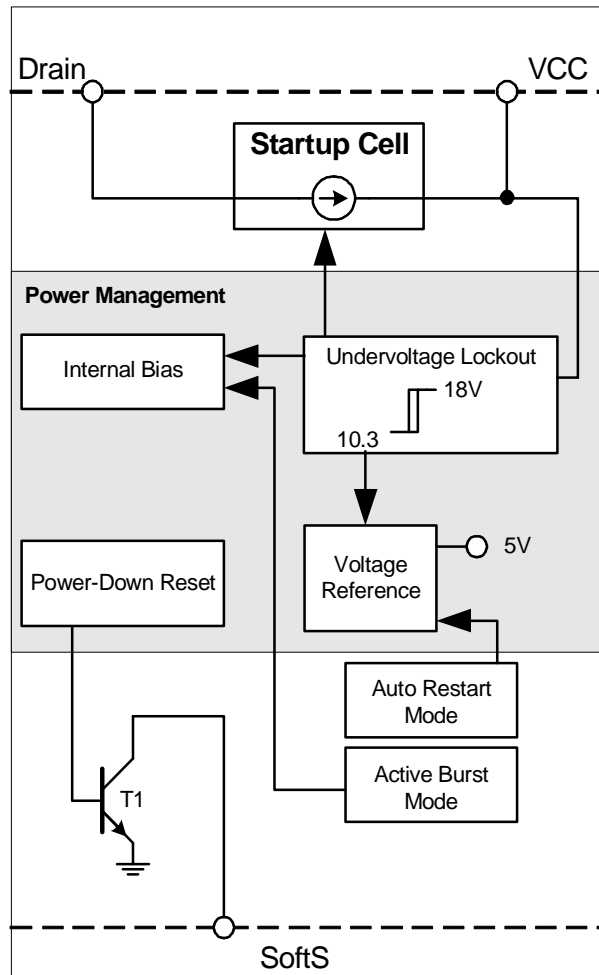 Drain
VCC
Startup Cell
Power Management
Internal Bias
Undervoltage Lockout
18V
10.3
Power-Down Reset
Voltage
Reference
5V
Auto Restart
Mode
Active Burst
Mode
T1
SoftS